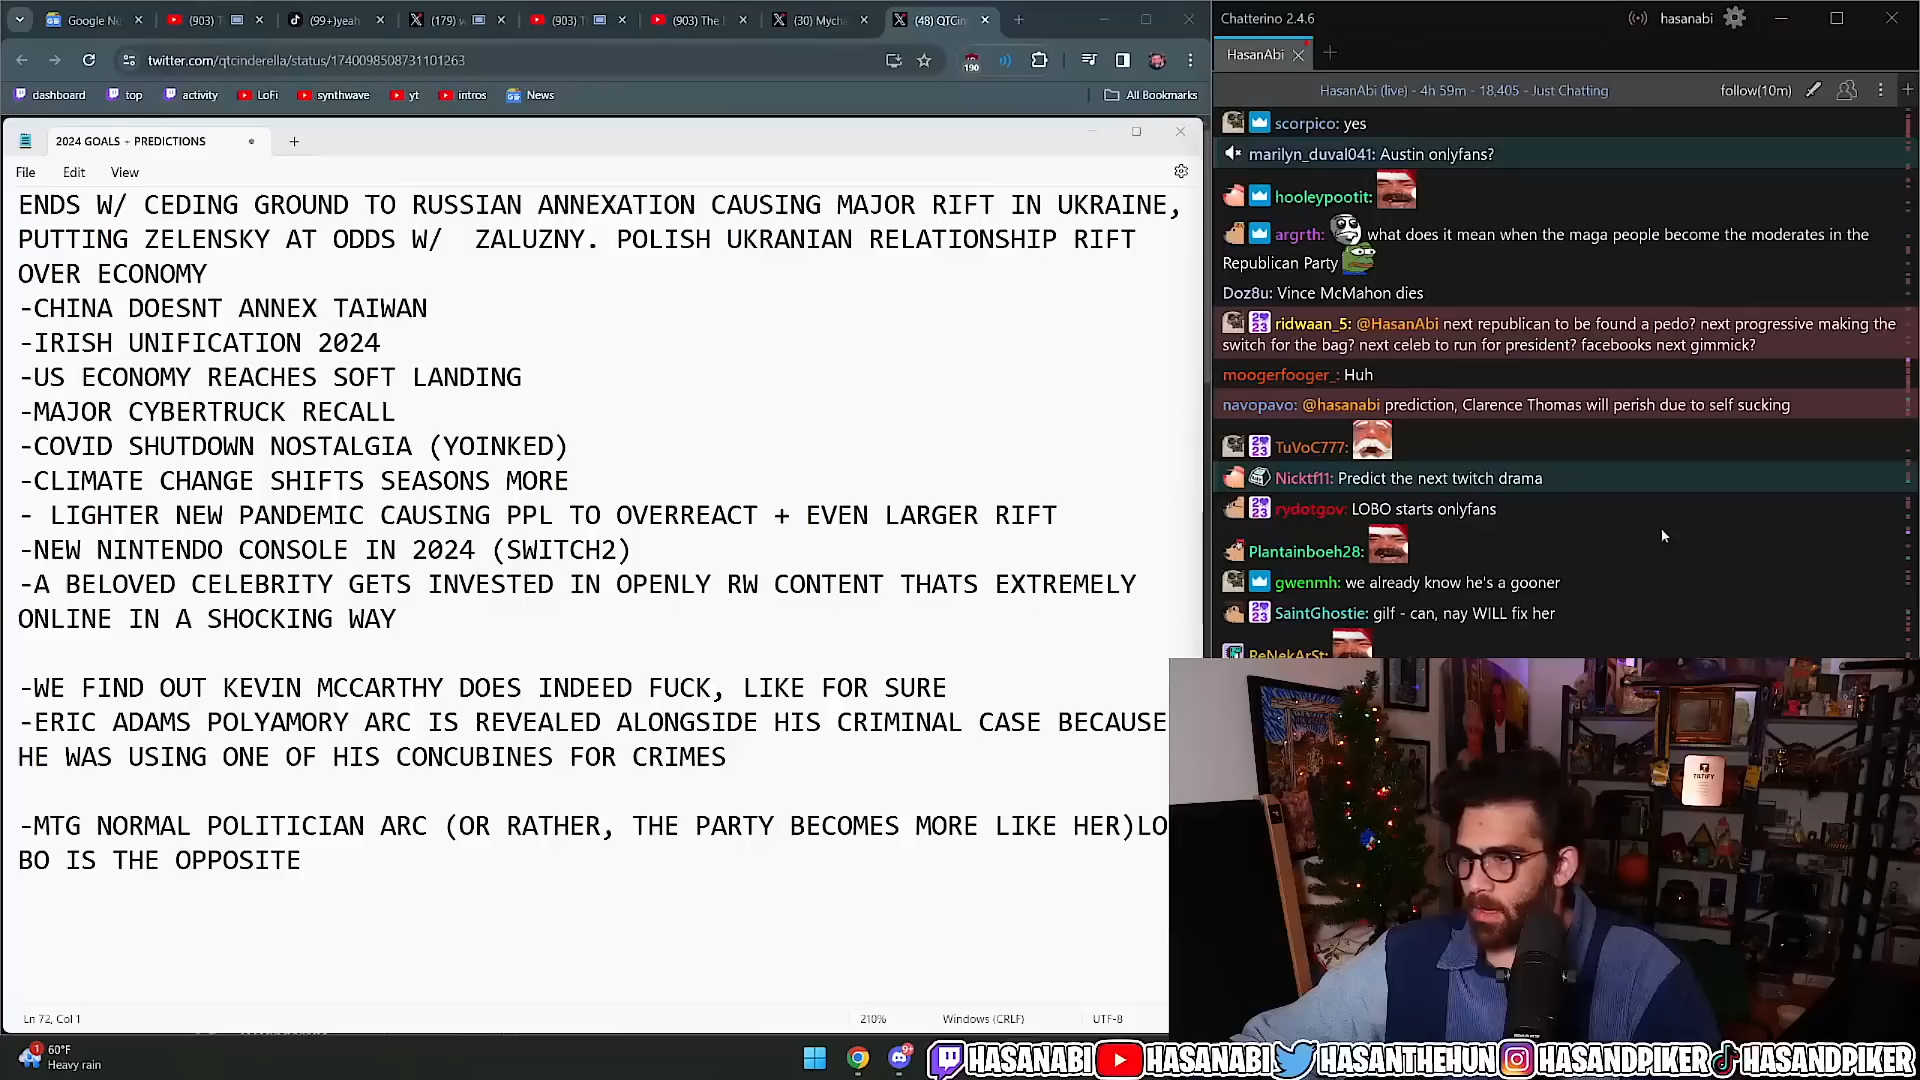 Google Ne
(903) T
(99+)yeah
(179) w
(903) T
(903) The
(30) Mycha
(48) QTCin
twitter.com/qtcinderella/status/1740098508731101263
190
dashboard
top
activity
LoFi
synthwave
yt
intros
News
All Bookmarks
2024 GOALS + PREDICTIONS
File
Edit
View
ENDS W/ CEDING GROUND TO RUSSIAN ANNEXATION CAUSING MAJOR RIFT IN UKRAINE,
PUTTING ZELENSKY AT ODDS W/ ZALUZNY. POLISH UKRANIAN RELATIONSHIP RIFT
OVER ECONOMY
-CHINA DOESNT ANNEX TAIWAN
-IRISH UNIFICATION 2024
-US ECONOMY REACHES SOFT LANDING
-MAJOR CYBERTRUCK RECALL
-COVID SHUTDOWN NOSTALGIA (YOINKED)
-CLIMATE CHANGE SHIFTS SEASONS MORE
- LIGHTER NEW PANDEMIC CAUSING PPL TO OVERREACT + EVEN LARGER RIFT
-NEW NINTENDO CONSOLE IN 2024 (SWITCH2)
-A BELOVED CELEBRITY GETS INVESTED IN OPENLY RW CONTENT THATS EXTREMELY
ONLINE IN A SHOCKING WAY
-WE FIND OUT KEVIN MCCARTHY DOES INDEED FUCK, LIKE FOR SURE
-ERIC ADAMS POLYAMORY ARC IS REVEALED ALONGSIDE HIS CRIMINAL CASE BECAUSE
HE WAS USING ONE OF HIS CONCUBINES FOR CRIMES
-MTG NORMAL POLITICIAN ARC (OR RATHER, THE PARTY BECOMES MORE LIKE HER)LO
BO IS THE OPPOSITE
Ln 72, Col 1
210%
Windows (CRLF)
UTF-8
Chatterino 2.4.6
hasanabi
HasanAbi
HasanAbi (live) - 4h 59m - 18,405 - Just Chatting
follow(10m)
scorpico: yes
marilyn_duval041: Austin onlyfans?
hooleypootit:
argrth: what does it mean when the maga people become the moderates in the
Republican Party
Doz8u: Vince McMahon dies
ridwaan_5: @HasanAbi next republican to be found a pedo? next progressive making the
switch for the bag? next celeb to run for president? facebooks next gimmick?
moogerfooger_: Huh
navopavo: @hasanabi prediction, Clarence Thomas will perish due to self sucking
TuVoC777:
Nicktf11: Predict the next twitch drama
rydotgov: LOBO starts onlyfans
Plantainboeh28:
gwenmh: we already know he's a gooner
SaintGhostie: gilf - can, nay WILL fix her
ReNekArSt:
TILTIFY
1
60°F
Heavy rain
9+
HASANABI
HASANABI
HASANTHEHUN
HASANDPIKER
HASANDPIKER